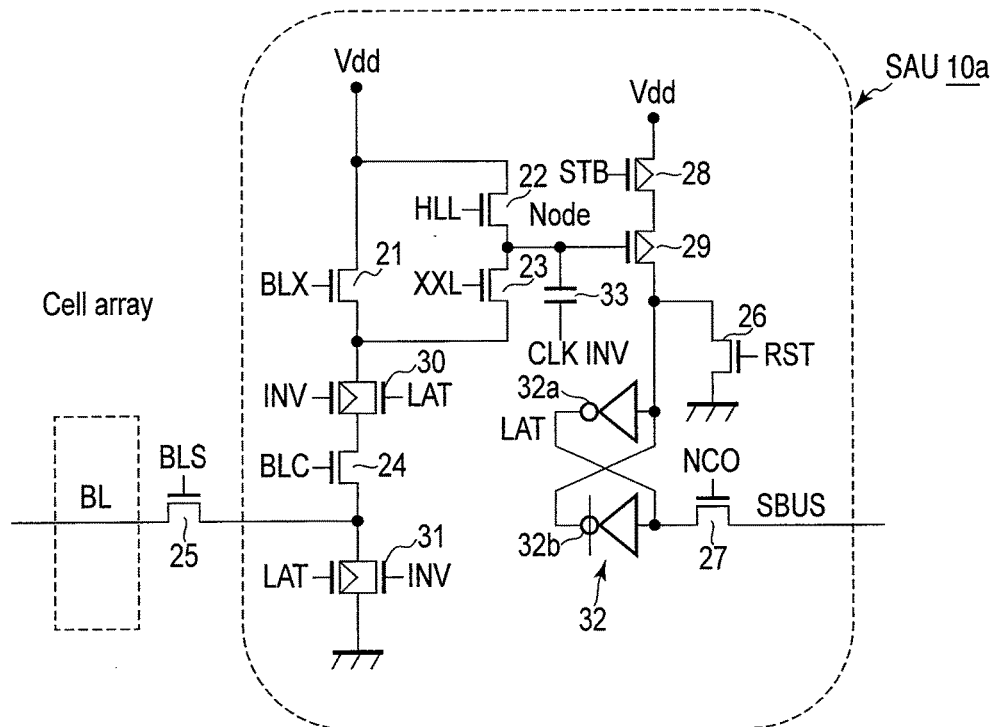 SAU 10a
Vdd
Vdd
STB
28
HLL
22
Node
29
21
BLX
XXL
23
33
Cell array
26
RST
CLK INV
30
INV
LAT
32a
LAT
BLS
BLC
24
NCO
BL
SBUS
25
31
32b
27
LAT
INV
32